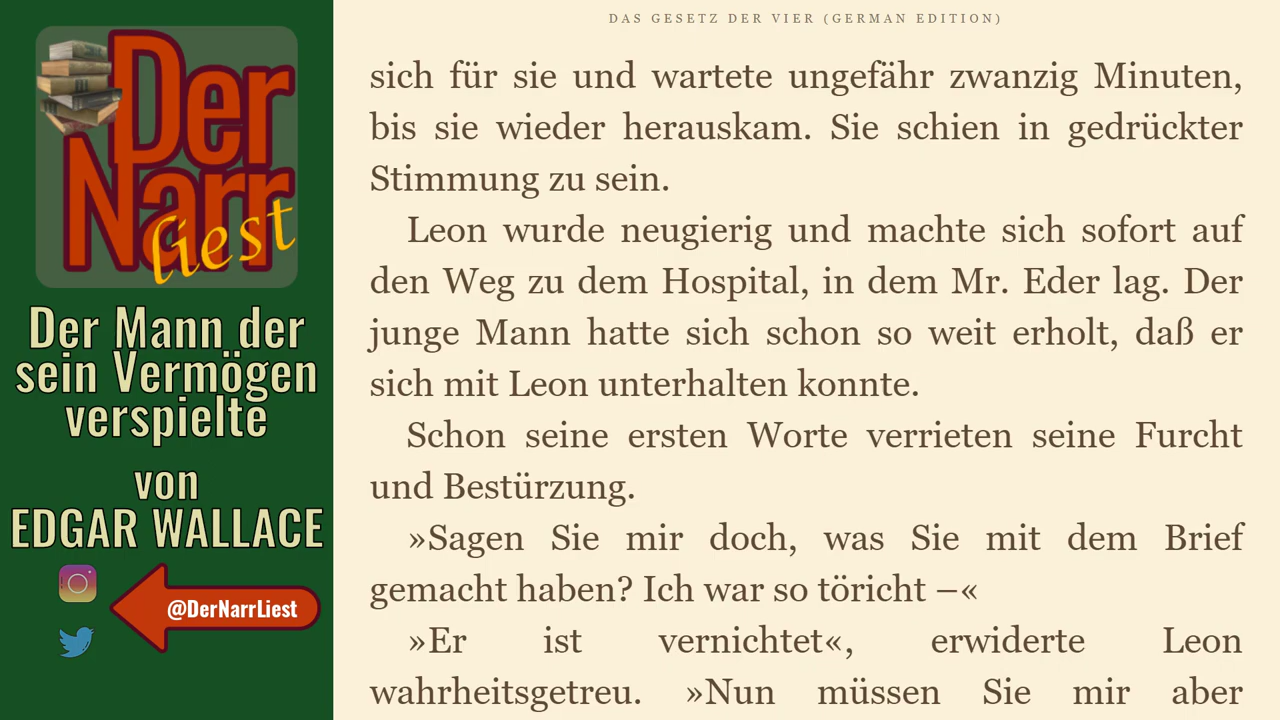 Der
Narr
liest
Der Mann der
sein Vermögen
verspielte
von
EDGAR WALLACE
@DerNarrLiest
DAS GESETZ DER VIER (GERMAN EDITION)
sich für sie und wartete ungefähr zwanzig Minuten,
bis sie wieder herauskam. Sie schien in gedrückter
Stimmung zu sein.
Leon wurde neugierig und machte sich sofort auf
den Weg zu dem Hospital, in dem Mr. Eder lag. Der
junge Mann hatte sich schon so weit erholt, daß er
sich mit Leon unterhalten konnte.
Schon seine ersten Worte verrieten seine Furcht
und Bestürzung.
»Sagen Sie mir doch, was Sie mit dem Brief
gemacht haben? Ich war so töricht –«
»Er ist vernichtet«, erwiderte Leon
wahrheitsgetreu. »Nun müssen Sie mir aber